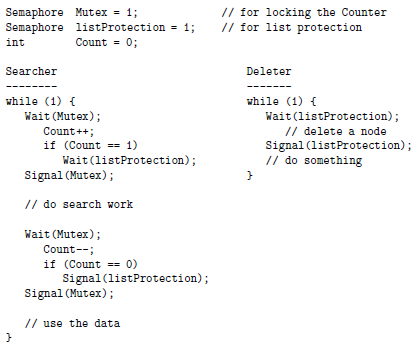 Semaphore Mutex = 1; // for locking the Counter
Semaphore listProtection = 1; // for list protection
int Count = 0;
Searcher Deleter
-------- -------
while (1) { while (1) {
Wait(Mutex); Wait(listProtection);
Count++; // delete a node
if (Count == 1) Signal(listProtection);
Wait(listProtection); // do something
Signal(Mutex); }
// do search work
Wait(Mutex);
Count--;
if (Count == 0)
Signal(listProtection);
Signal(Mutex);
// use the data
}